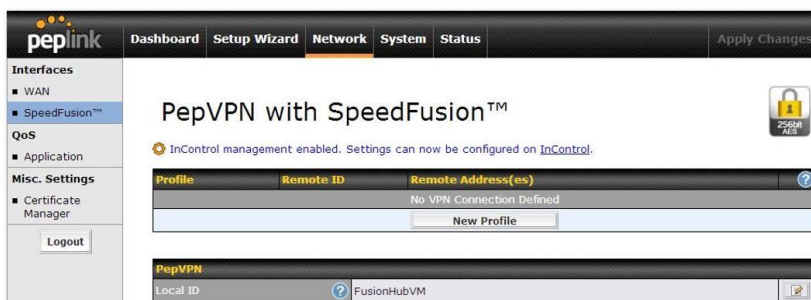 peplink
Dashboard Setup Wizard Network System Status Apply Changes
Interfaces
WAN
SpeedFusion™
QoS
Application
Misc. Settings
Certificate
Manager
Logout
PepVPN with SpeedFusion™
256bit
AES
InControl management enabled. Settings can now be configured on InControl.
Profile Remote ID Remote Address(es) ?
No VPN Connection Defined
New Profile
PepVPN
Local ID ? FusionHubVM